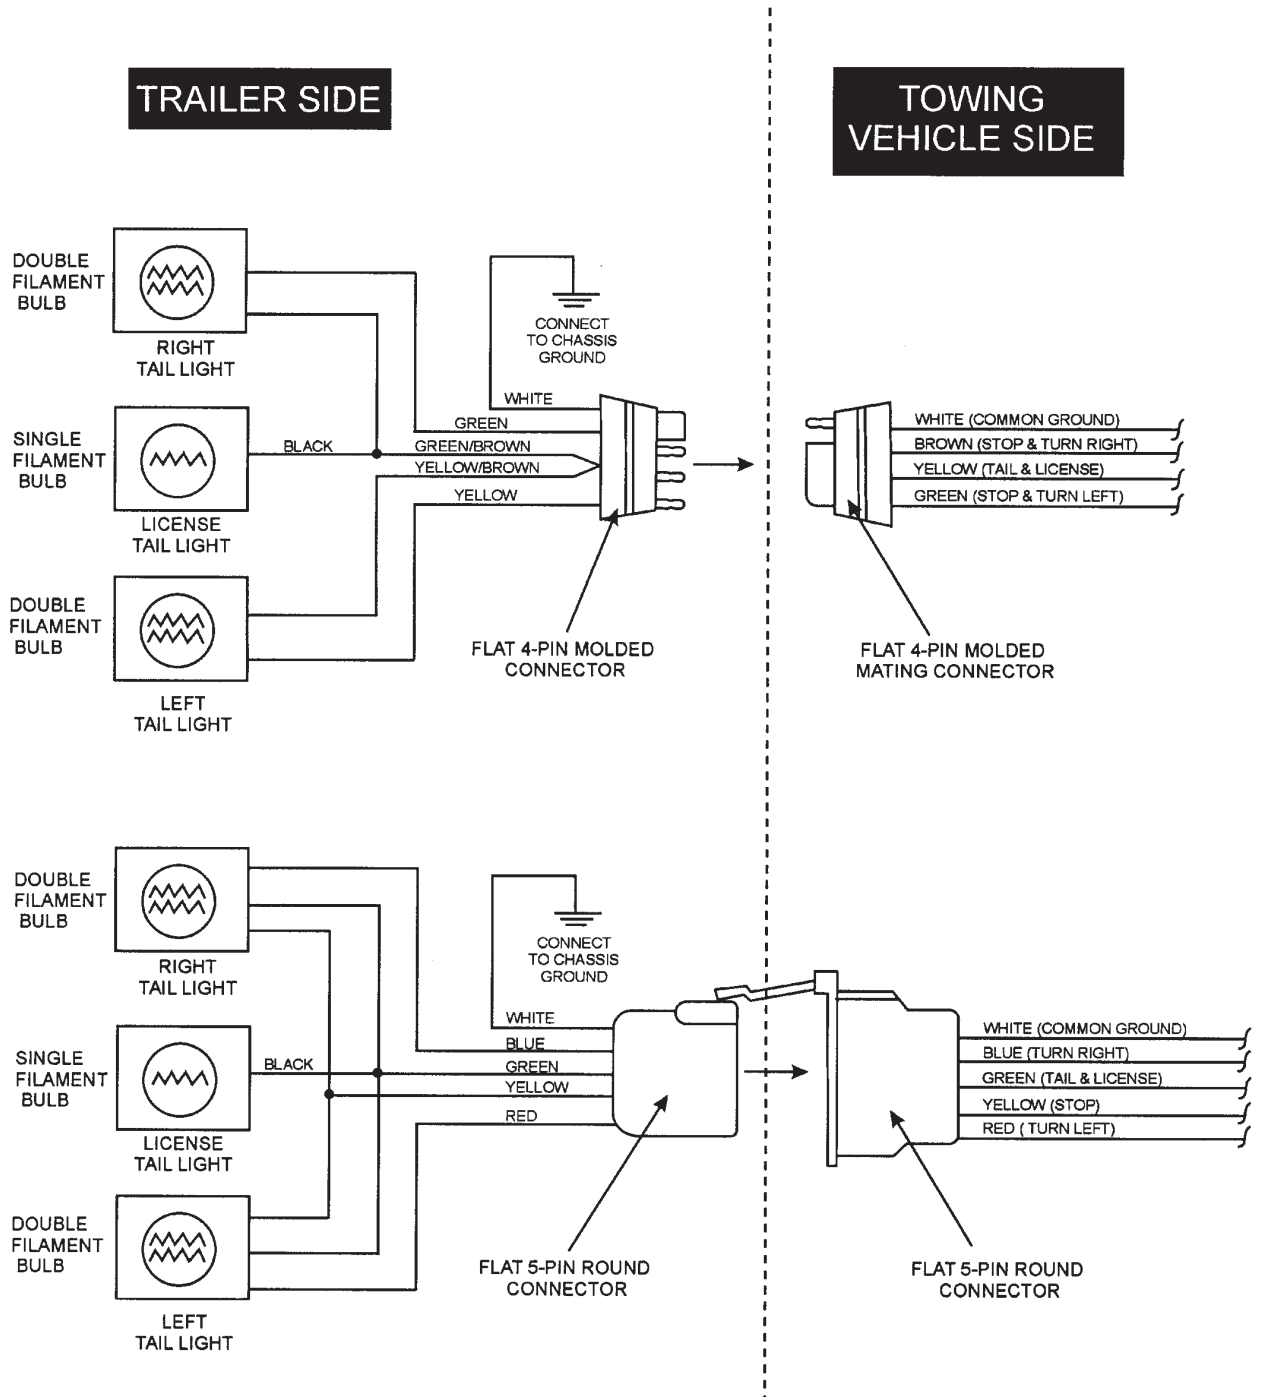 TRAILER SIDE
TOWING
VEHICLE SIDE
DOUBLE
FILAMENT
BULB
RIGHT
TAIL LIGHT
CONNECT
TO CHASSIS
GROUND
SINGLE
FILAMENT
BULB
BLACK
LICENSE
TAIL LIGHT
WHITE
GREEN
GREEN/BROWN
YELLOW/BROWN
YELLOW
WHITE (COMMON GROUND)
BROWN (STOP & TURN RIGHT)
YELLOW (TAIL & LICENSE)
GREEN (STOP & TURN LEFT)
DOUBLE
FILAMENT
BULB
LEFT
TAIL LIGHT
FLAT 4-PIN MOLDED
CONNECTOR
FLAT 4-PIN MOLDED
MATING CONNECTOR
DOUBLE
FILAMENT
BULB
RIGHT
TAIL LIGHT
CONNECT
TO CHASSIS
GROUND
SINGLE
FILAMENT
BULB
BLACK
LICENSE
TAIL LIGHT
WHITE
BLUE
GREEN
YELLOW
RED
WHITE (COMMON GROUND)
BLUE (TURN RIGHT)
GREEN (TAIL & LICENSE)
YELLOW (STOP)
RED ( TURN LEFT)
DOUBLE
FILAMENT
BULB
LEFT
TAIL LIGHT
FLAT 5-PIN ROUND
CONNECTOR
FLAT 5-PIN ROUND
CONNECTOR